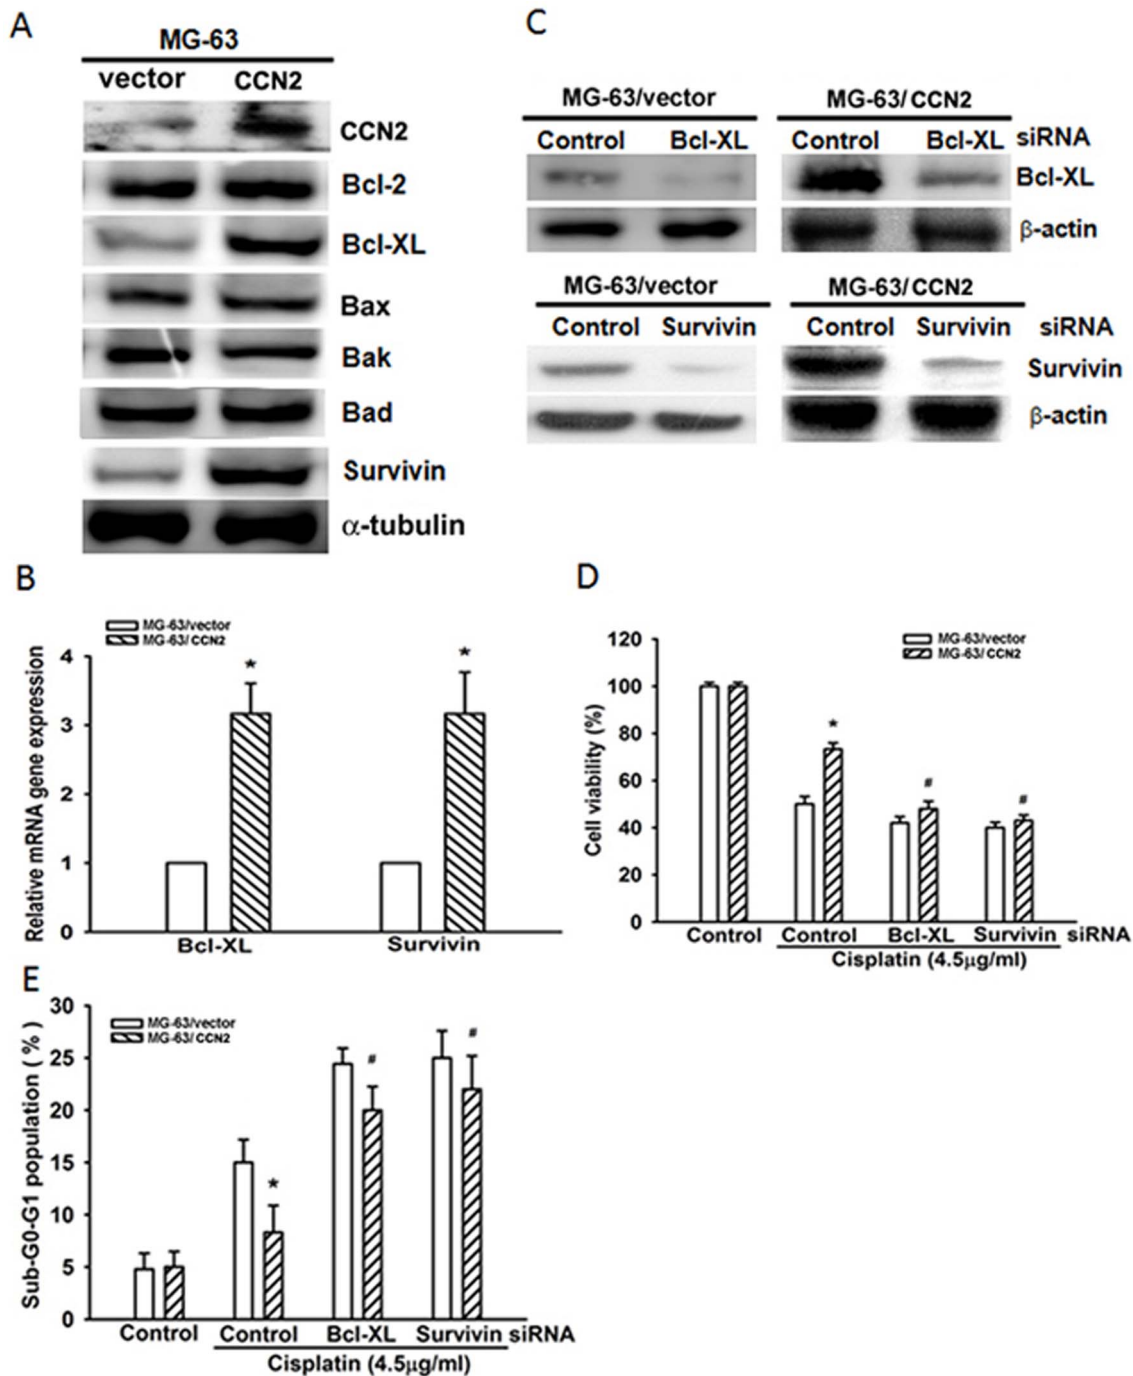 A
MG-63
vector CCN2
CCN2
Bcl-2
Bcl-XL
Bax
Bak
Bad
Survivin
α-tubulin
C
MG-63/vector MG-63/ CCN2
Control Bcl-XL Control Bcl-XL siRNA
Bcl-XL
β-actin
MG-63/vector MG-63/ CCN2
Control Survivin Control Survivin siRNA
Survivin
β-actin
B
MG-63/vector
MG-63/ CCN2
Relative mRNA gene expression
4
3
2
1
0
* *
Bcl-XL Survivin
D
MG-63/vector
MG-63/ CCN2
Cell viability (%)
120
100
80
60
40
20
0
* # #
Control Control Bcl-XL Survivin siRNA
Cisplatin (4.5µg/ml)
E
MG-63/vector
MG-63/ CCN2
Sub-G0-G1 population ( % )
30
25
20
15
10
5
0
* # #
Control Control Bcl-XL Survivin siRNA
Cisplatin (4.5µg/ml)